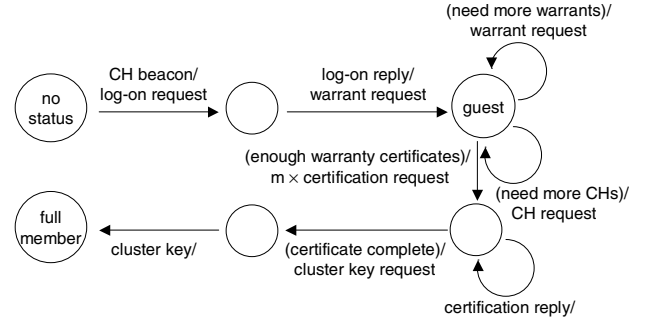 (need more warrants)/
warrant request
CH beacon/
log-on request
log-on reply/
warrant request
no
status
guest
(enough warranty certificates)/
m × certification request
(need more CHs)/
CH request
full
member
cluster key/
(certificate complete)/
cluster key request
certification reply/